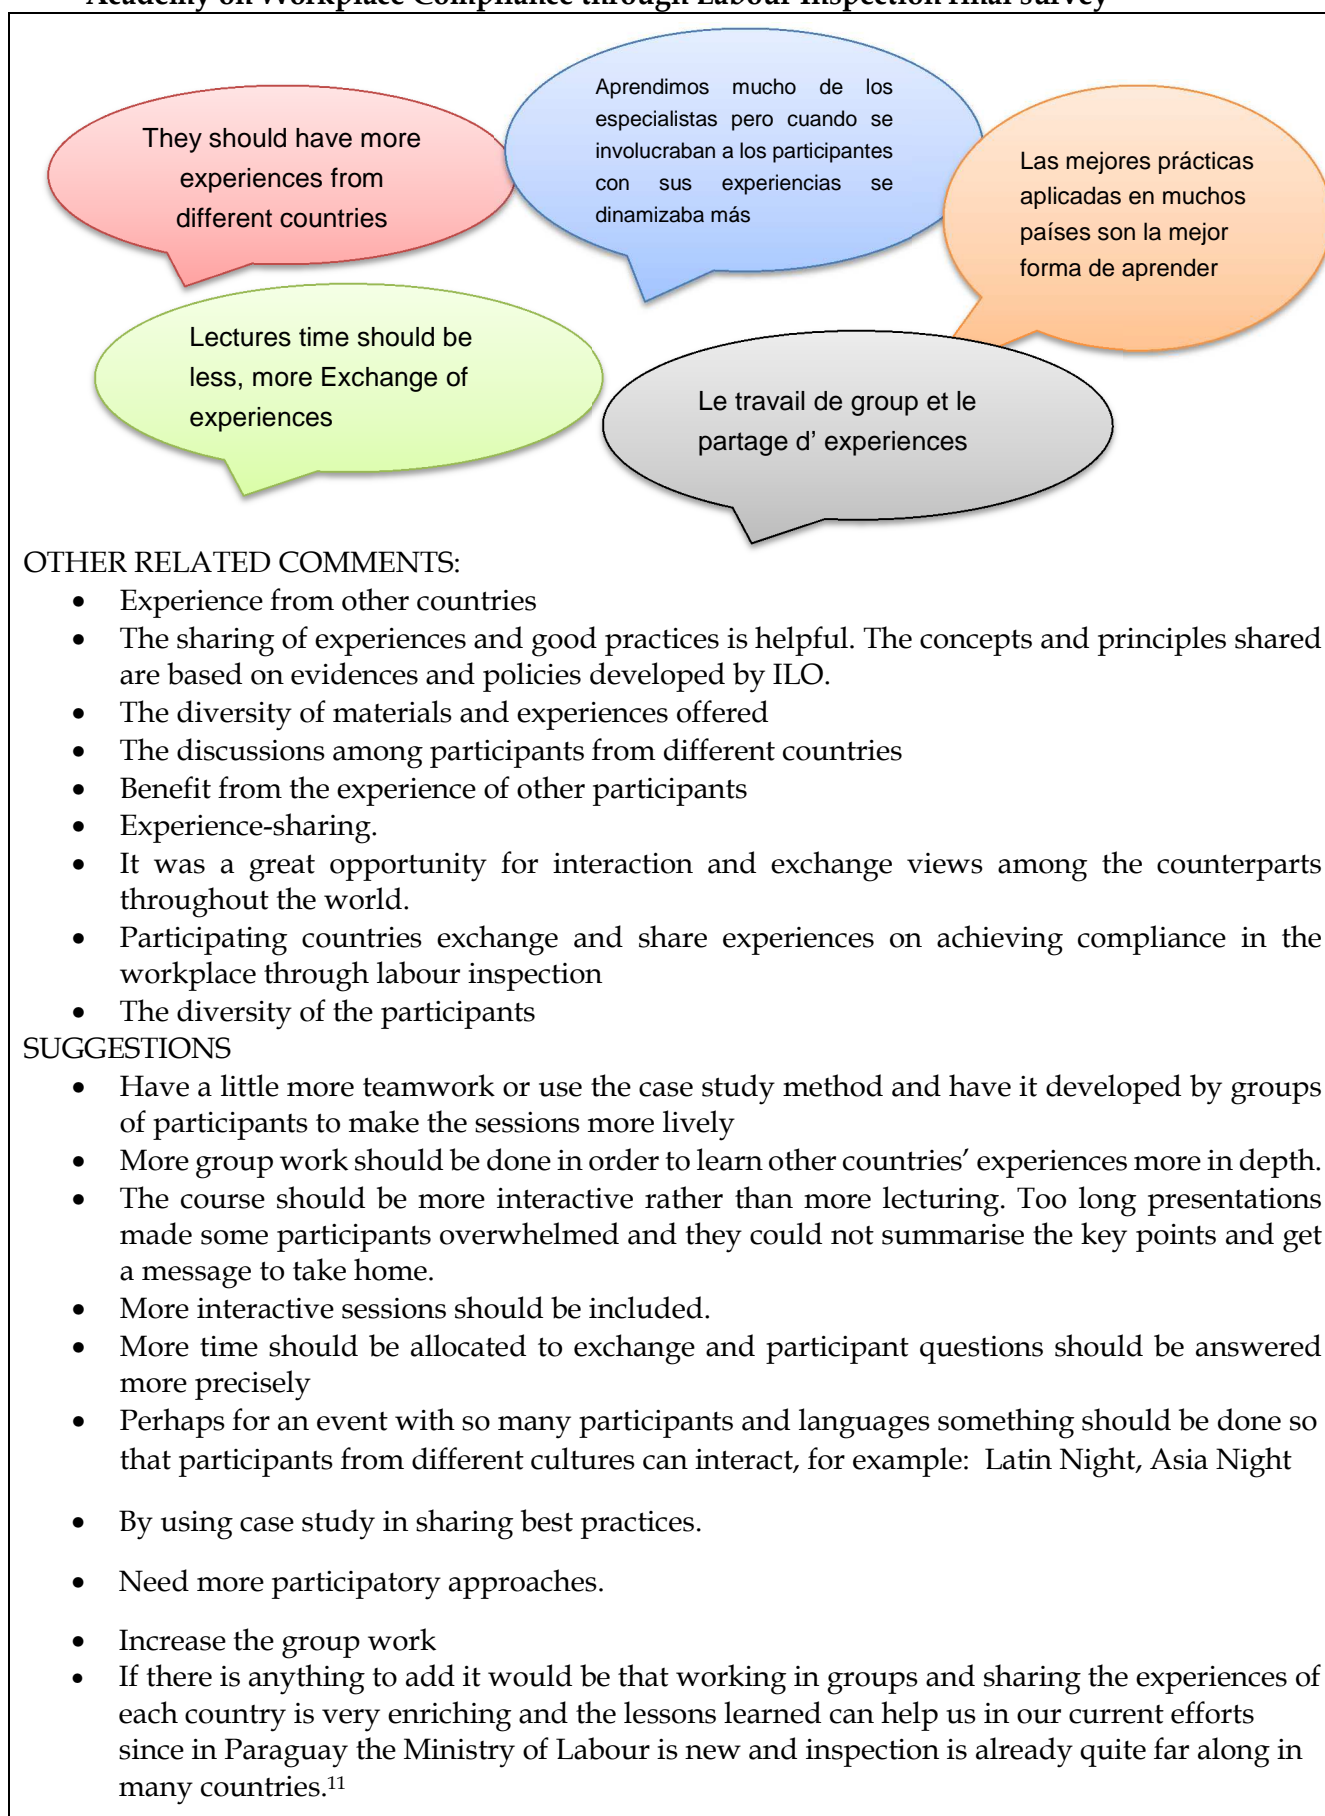 Academy on Workplace Compliance through Labour Inspection final survey
They should have more
experiences from
different countries
Aprendimos mucho de los
especialistas pero cuando se
involucraban a los participantes
con sus experiencias se
dinamizaba más
Las mejores prácticas
aplicadas en muchos
países son la mejor
forma de aprender
Lectures time should be
less, more Exchange of
experiences
Le travail de group et le
partage d’ experiences
OTHER RELATED COMMENTS:
• Experience from other countries
• The sharing of experiences and good practices is helpful. The concepts and principles shared
are based on evidences and policies developed by ILO.
• The diversity of materials and experiences offered
• The discussions among participants from different countries
• Benefit from the experience of other participants
• Experience-sharing.
• It was a great opportunity for interaction and exchange views among the counterparts
throughout the world.
• Participating countries exchange and share experiences on achieving compliance in the
workplace through labour inspection
• The diversity of the participants
SUGGESTIONS
• Have a little more teamwork or use the case study method and have it developed by groups
of participants to make the sessions more lively
• More group work should be done in order to learn other countries’ experiences more in depth.
• The course should be more interactive rather than more lecturing. Too long presentations
made some participants overwhelmed and they could not summarise the key points and get
a message to take home.
• More interactive sessions should be included.
• More time should be allocated to exchange and participant questions should be answered
more precisely
• Perhaps for an event with so many participants and languages something should be done so
that participants from different cultures can interact, for example: Latin Night, Asia Night
• By using case study in sharing best practices.
• Need more participatory approaches.
• Increase the group work
• If there is anything to add it would be that working in groups and sharing the experiences of
each country is very enriching and the lessons learned can help us in our current efforts
since in Paraguay the Ministry of Labour is new and inspection is already quite far along in
many countries.11